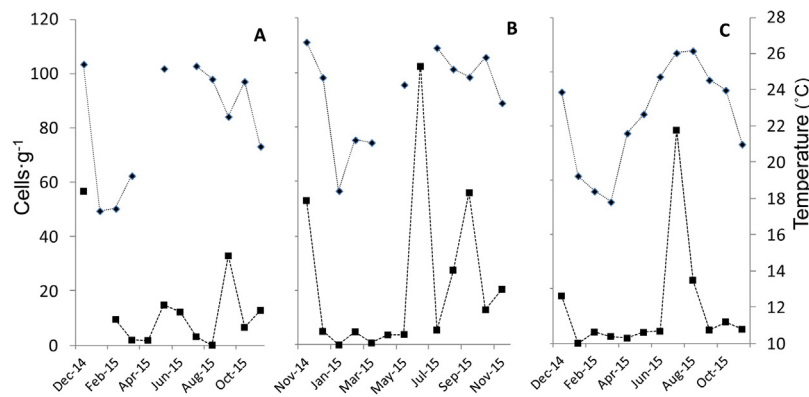 Cells·g⁻¹
120
100
80
60
40
20
0
A
Dec-14
Feb-15
Apr-15
Jun-15
Aug-15
Oct-15
B
Nov-14
Jan-15
Mar-15
May-15
Jul-15
Sep-15
Nov-15
C
Dec-14
Feb-15
Apr-15
Jun-15
Aug-15
Oct-15
28
26
24
22
20
18
16
14
12
10
Temperature (˚C)